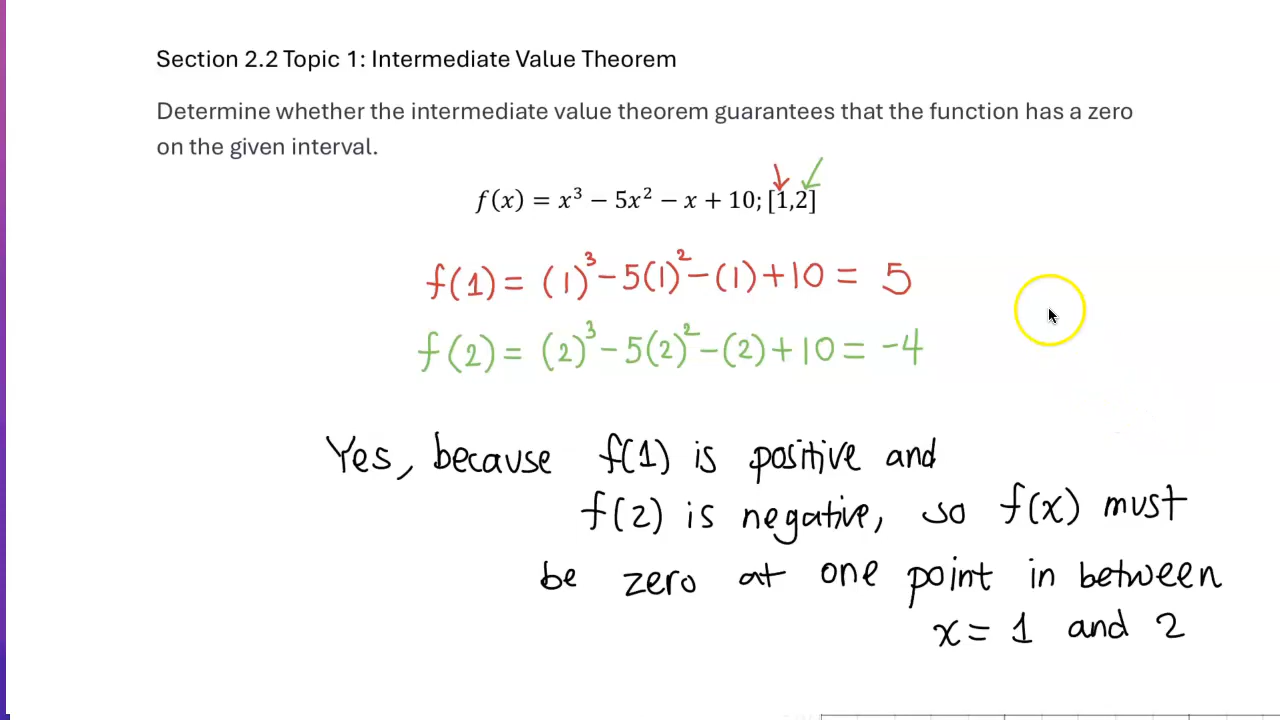 Section 2.2 Topic 1: Intermediate Value Theorem
Determine whether the intermediate value theorem guarantees that the function has a zero
on the given interval.
f(x) = x³ − 5x² − x + 10; [1,2]
f(1) = (1)³ − 5(1)² − (1) + 10 = 5
f(2) = (2)³ − 5(2)² − (2) + 10 = −4
Yes, because f(1) is positive and
f(2) is negative, so f(x) must
be zero at one point in between
x = 1 and 2